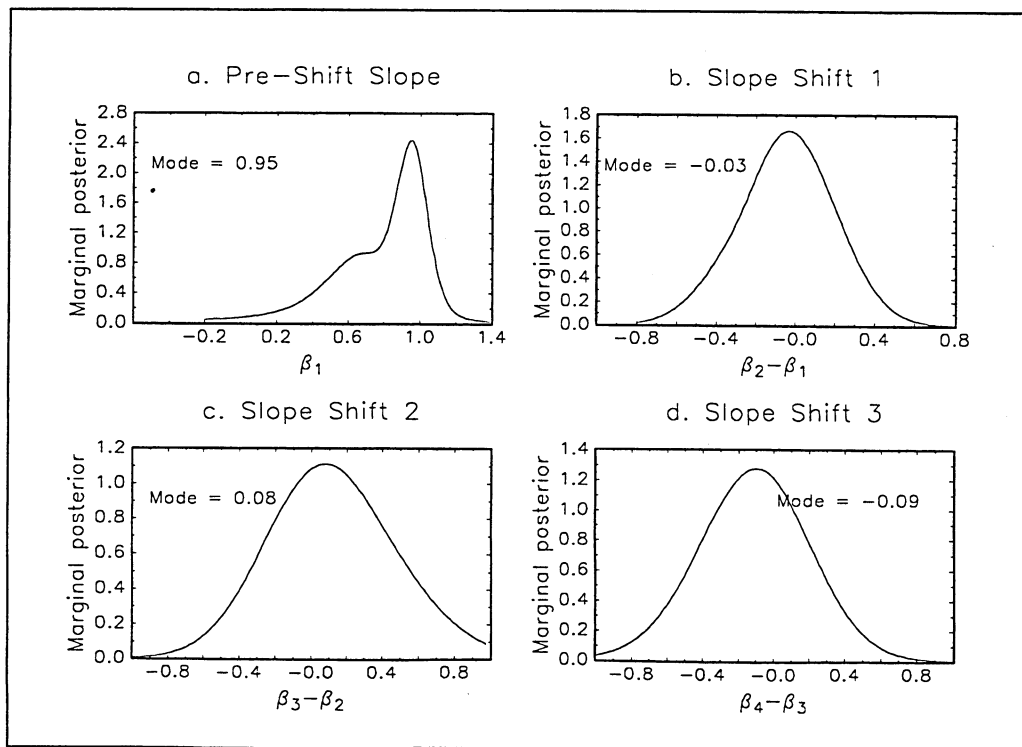 a. Pre-Shift Slope
Marginal posterior
2.8
2.4
2.0
1.6
1.2
0.8
0.4
0.0
Mode = 0.95
-0.2 0.2 0.6 1.0 1.4
β1
b. Slope Shift 1
Marginal posterior
1.8
1.6
1.4
1.2
1.0
0.8
0.6
0.4
0.2
0.0
Mode = -0.03
-0.8 -0.4 -0.0 0.4 0.8
β2-β1
c. Slope Shift 2
Marginal posterior
1.2
1.0
0.8
0.6
0.4
0.2
0.0
Mode = 0.08
-0.8 -0.4 -0.0 0.4 0.8
β3-β2
d. Slope Shift 3
Marginal posterior
1.4
1.2
1.0
0.8
0.6
0.4
0.2
0.0
Mode = -0.09
-0.8 -0.4 -0.0 0.4 0.8
β4-β3